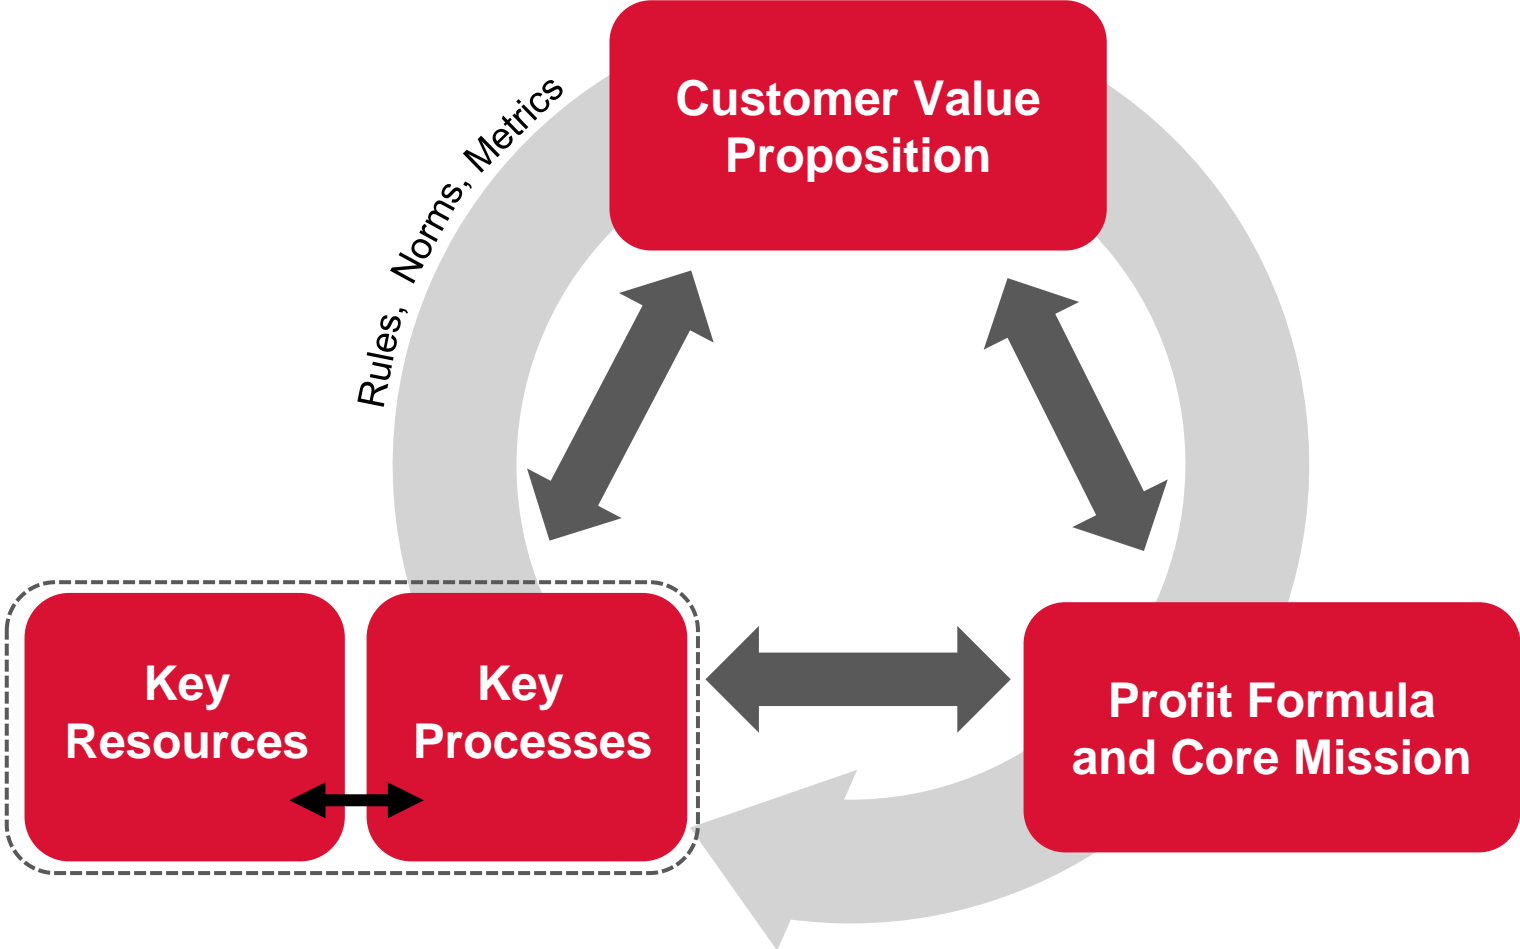 Customer Value
Proposition
Rules, Norms, Metrics
Key
Resources
Key
Processes
Profit Formula
and Core Mission